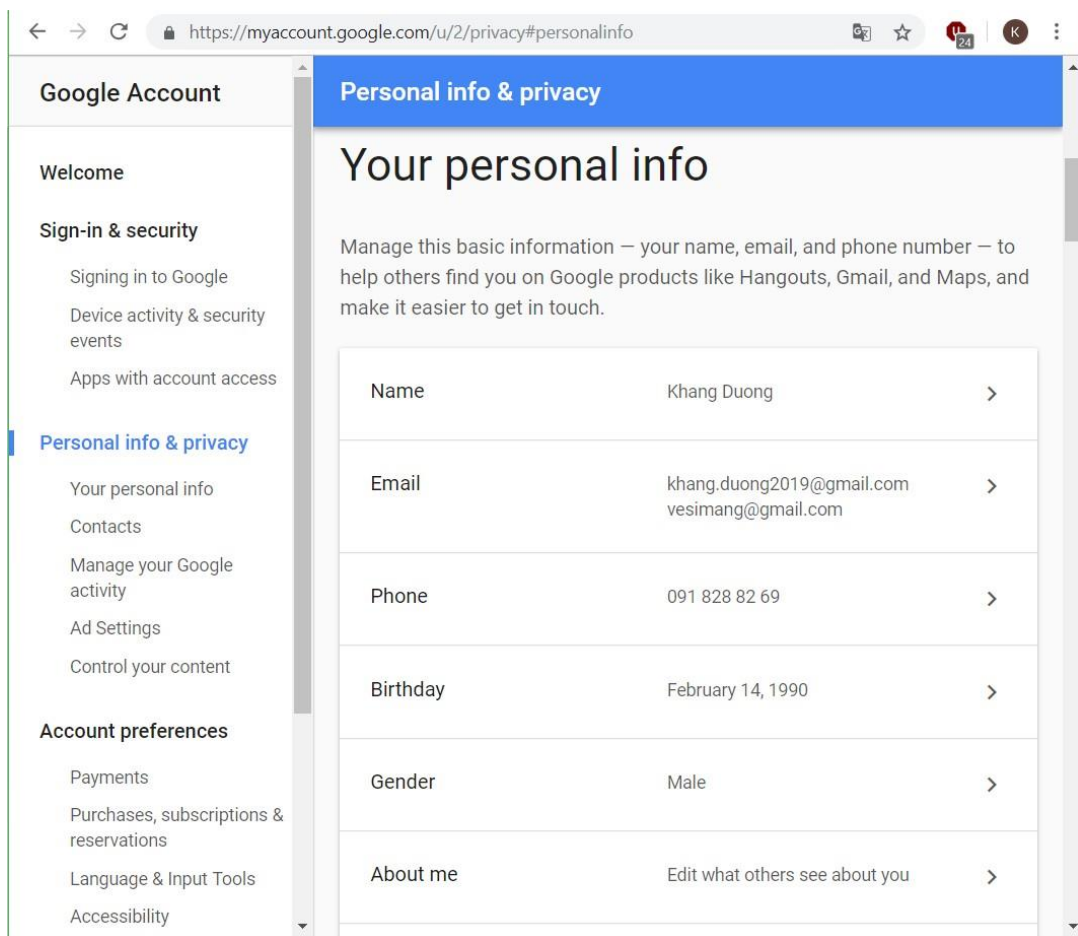 https://myaccount.google.com/u/2/privacy#personalinfo
24
K
Google Account
Welcome
Sign-in & security
Signing in to Google
Device activity & security
events
Apps with account access
Personal info & privacy
Your personal info
Contacts
Manage your Google
activity
Ad Settings
Control your content
Account preferences
Payments
Purchases, subscriptions &
reservations
Language & Input Tools
Accessibility
Personal info & privacy
Your personal info
Manage this basic information — your name, email, and phone number — to
help others find you on Google products like Hangouts, Gmail, and Maps, and
make it easier to get in touch.
Name Khang Duong
Email khang.duong2019@gmail.com
vesimang@gmail.com
Phone 091 828 82 69
Birthday February 14, 1990
Gender Male
About me Edit what others see about you